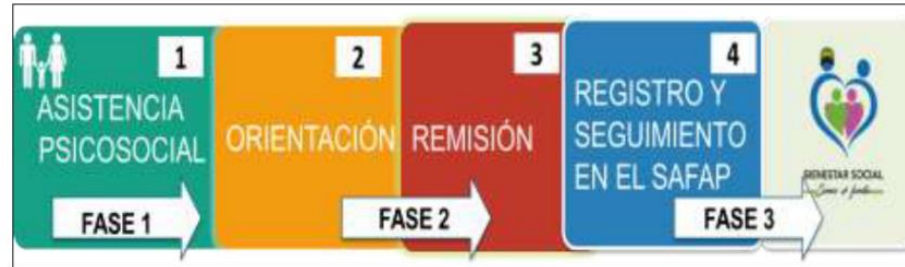 1
ASISTENCIA
PSICOSOCIAL
FASE 1
2
ORIENTACIÓN
3
REMISIÓN
FASE 2
4
REGISTRO Y
SEGUIMIENTO
EN EL SAFAP
FASE 3
BIENESTAR SOCIAL